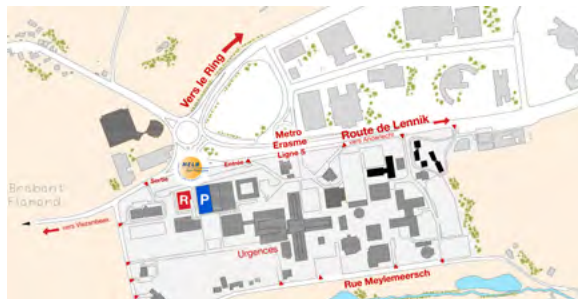 Vers le Ring
Metro
Erasme
Ligne 5
Route de Lennik
vers Anderlecht
Entrée
Sortie
R
P
Brabant
Flamand
vers Vlezenbeek
Urgences
Rue Meylemeersch